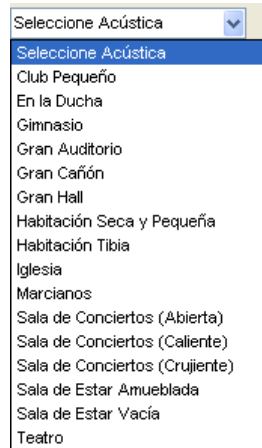 Seleccione Acústica
Seleccione Acústica
Club Pequeño
En la Ducha
Gimnasio
Gran Auditorio
Gran Cañón
Gran Hall
Habitación Seca y Pequeña
Habitación Tibia
Iglesia
Marcianos
Sala de Conciertos (Abierta)
Sala de Conciertos (Caliente)
Sala de Conciertos (Crujiente)
Sala de Estar Amueblada
Sala de Estar Vacía
Teatro